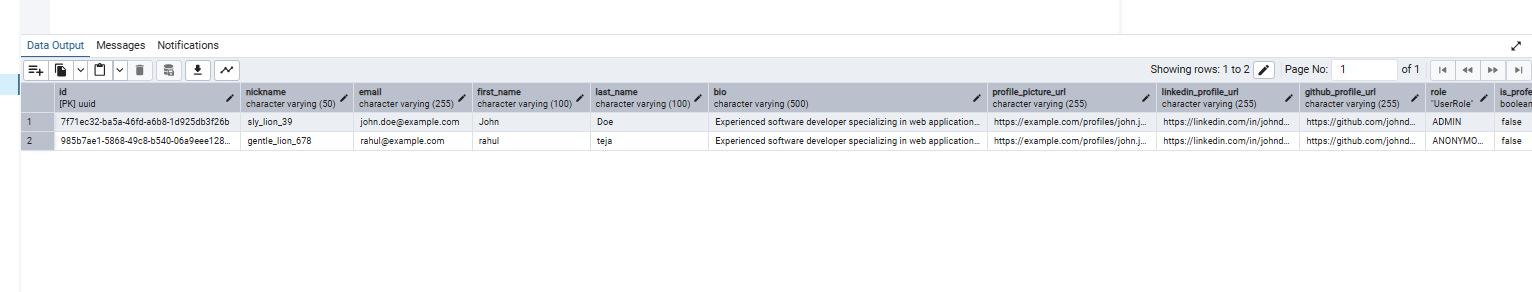 Data Output Messages Notifications
Showing rows: 1 to 2 Page No: 1 of 1
id nickname email first_name last_name bio profile_picture_url linkedin_profile_url github_profile_url role is_profe
[PK] uuid character varying (50) character varying (255) character varying (100) character varying (100) character varying (500) character varying (255) character varying (255) character varying (255) "UserRole" boolean
1 7f71ec32-ba5a-46fd-a6b8-1d925db3f26b sly_lion_39 john.doe@example.com John Doe Experienced software developer specializing in web application... https://example.com/profiles/john.j... https://linkedin.com/in/johnd... https://github.com/johnd... ADMIN false
2 985b7ae1-5868-49c8-b540-06a9eee128... gentle_lion_678 rahul@example.com rahul teja Experienced software developer specializing in web application... https://example.com/profiles/john.j... https://linkedin.com/in/johnd... https://github.com/johnd... ANONYMO... false